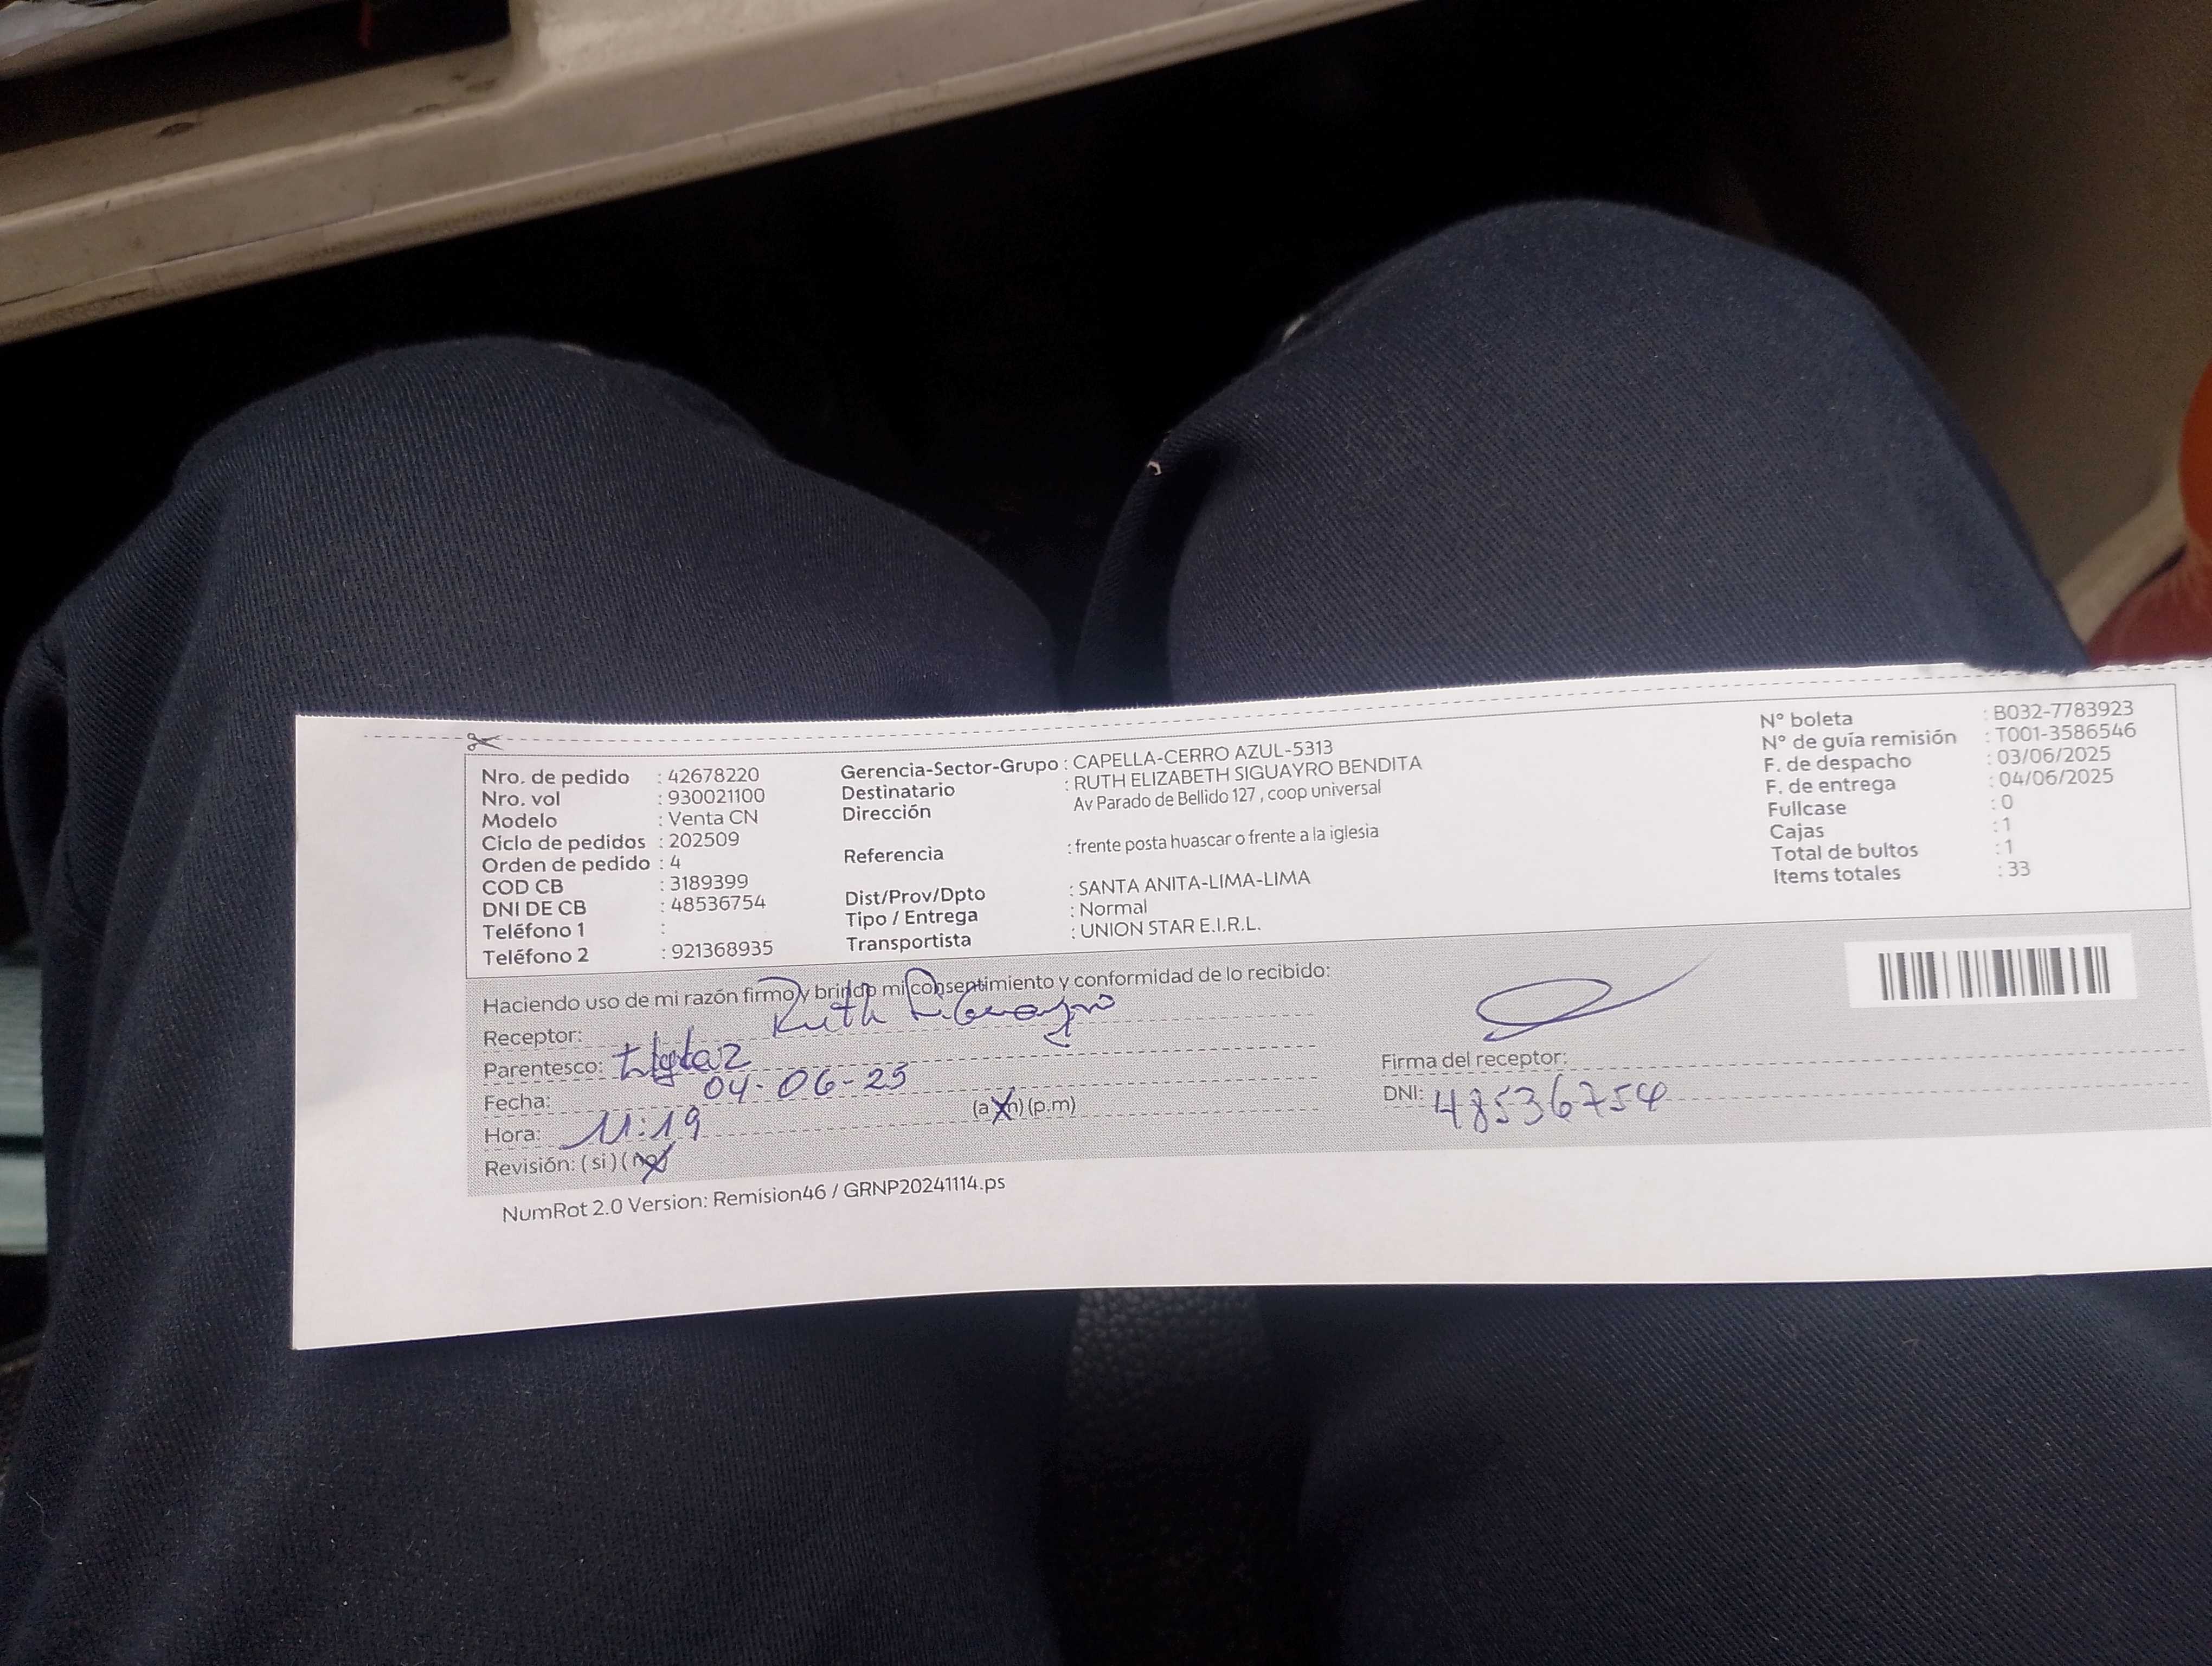 Nro. de pedido : 42678220
Nro. vol : 930021100
Modelo : Venta CN
Ciclo de pedidos : 202509
Orden de pedido : 4
COD CB : 3189399
DNI DE CB : 48536754
Teléfono 1 :
Teléfono 2 : 921368935
Gerencia-Sector-Grupo : CAPELLA-CERRO AZUL-5313
Destinatario : RUTH ELIZABETH SIGUAYRO BENDITA
Dirección Av Parado de Bellido 127 , coop universal
Referencia : frente posta huascar o frente a la iglesia
Dist/Prov/Dpto : SANTA ANITA-LIMA-LIMA
Tipo / Entrega : Normal
Transportista : UNION STAR E.I.R.L.
N° boleta : B032-7783923
N° de guía remisión : T001-3586546
F. de despacho : 03/06/2025
F. de entrega : 04/06/2025
Fullcase : 0
Cajas : 1
Total de bultos : 1
Items totales : 33
Haciendo uso de mi razón firmo y brindo mi consentimiento y conformidad de lo recibido:
Receptor: Ruth
Parentesco:
Fecha: 04-06-25
Hora: 11:19 (a.m) (p.m)
Revisión: (si) (no)
Firma del receptor:
DNI: 48536754
NumRot 2.0 Version: Remision46 / GRNP20241114.ps